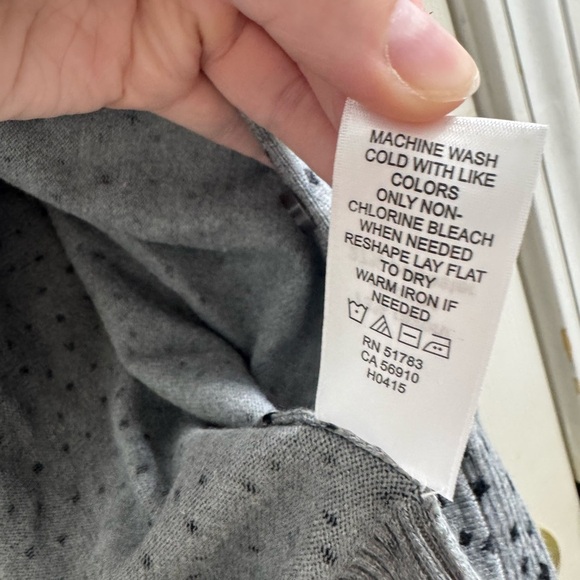 MACHINE WASH
COLD WITH LIKE
COLORS
ONLY NON-
CHLORINE BLEACH
WHEN NEEDED
RESHAPE LAY FLAT
TO DRY
WARM IRON IF
NEEDED
RN 51783
CA 56910
H0415